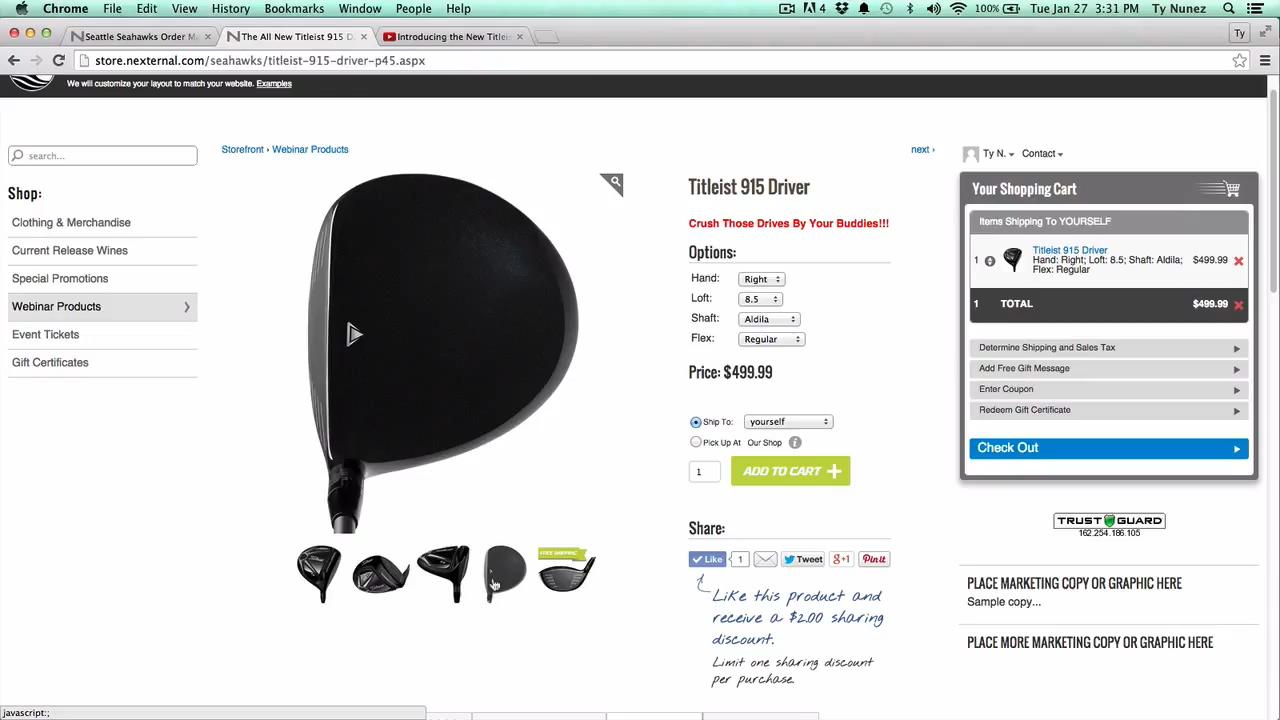 Chrome File Edit View History Bookmarks Window People Help
4 100% Tue Jan 27 3:31 PM Ty Nunez
Seattle Seahawks Order Ma
The All New Titleist 915 D
Introducing the New Titleis
Ty
store.nexternal.com/seahawks/titleist-915-driver-p45.aspx
We will customize your layout to match your website. Examples
search...
Shop:
Clothing & Merchandise
Current Release Wines
Special Promotions
Webinar Products
Event Tickets
Gift Certificates
Storefront › Webinar Products
next ›
FREE SHIPPING
Titleist 915 Driver
Crush Those Drives By Your Buddies!!!
Options:
Hand: Right
Loft: 8.5
Shaft: Aldila
Flex: Regular
Price: $499.99
Ship To: yourself
Pick Up At Our Shop i
1 ADD TO CART +
Share:
Like 1 Tweet g+1 Pinit
Like this product and
receive a $2.00 sharing
discount.
Limit one sharing discount
per purchase.
Ty N. Contact
Your Shopping Cart
Items Shipping To YOURSELF
1 Titleist 915 Driver
Hand: Right; Loft: 8.5; Shaft: Aldila; $499.99
Flex: Regular
1 TOTAL $499.99
Determine Shipping and Sales Tax
Add Free Gift Message
Enter Coupon
Redeem Gift Certificate
Check Out
TRUST GUARD
162.254.186.105
PLACE MARKETING COPY OR GRAPHIC HERE
Sample copy...
PLACE MORE MARKETING COPY OR GRAPHIC HERE
javascript:;